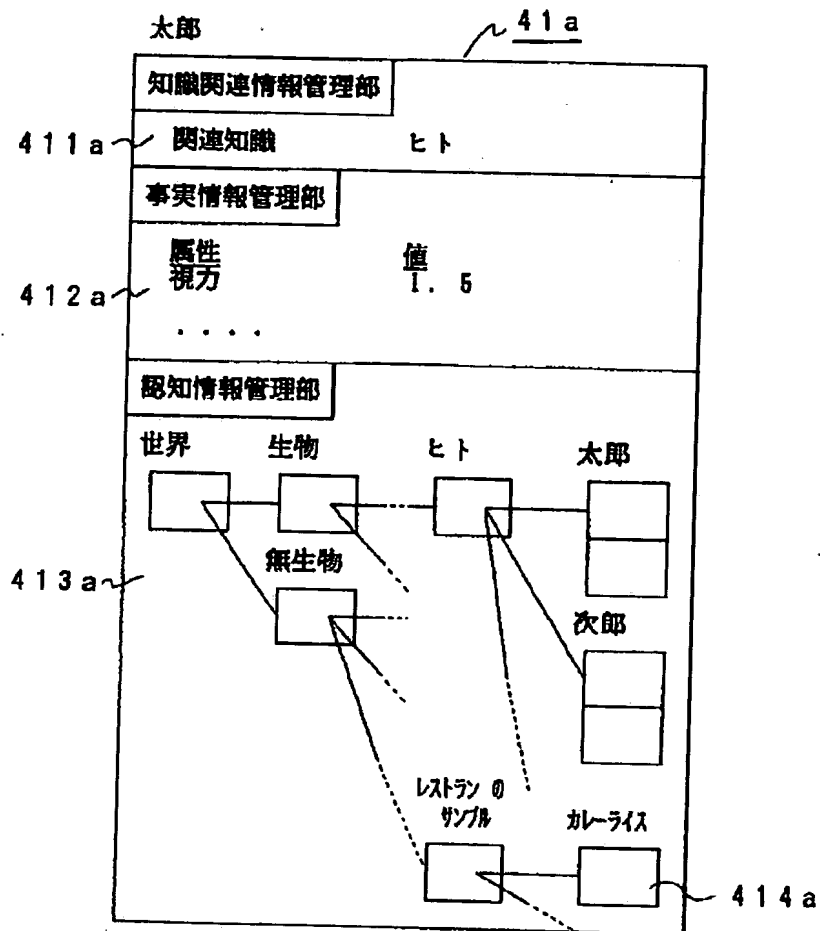 太郎
41a
知識関連情報管理部
411a 関連知識 ヒト
事実情報管理部
属性 値
412a 視力 1.5
・・・・
認知情報管理部
世界 生物 ヒト 太郎
無生物
413a
次郎
レストラン の
サンプル カレーライス
414a